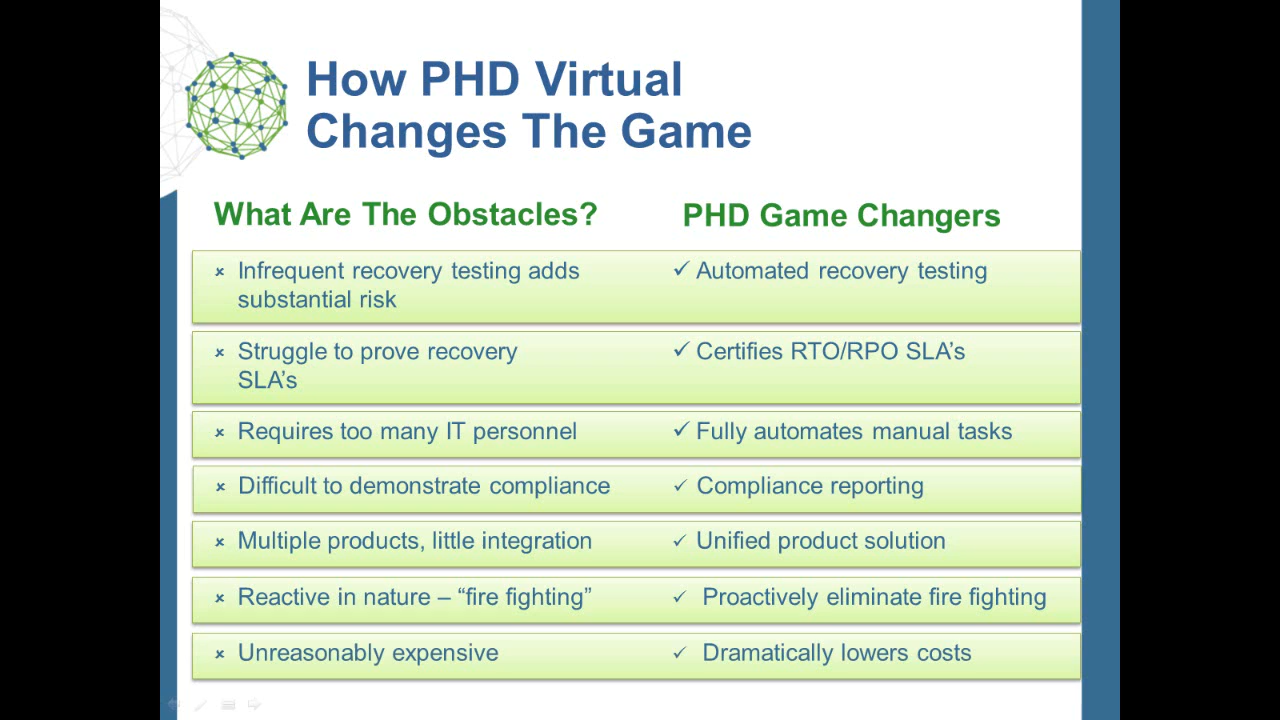 How PHD Virtual
Changes The Game
What Are The Obstacles?
PHD Game Changers
Infrequent recovery testing adds
substantial risk
Automated recovery testing
Struggle to prove recovery
SLA’s
Certifies RTO/RPO SLA’s
Requires too many IT personnel
Fully automates manual tasks
Difficult to demonstrate compliance
Compliance reporting
Multiple products, little integration
Unified product solution
Reactive in nature – “fire fighting”
Proactively eliminate fire fighting
Unreasonably expensive
Dramatically lowers costs